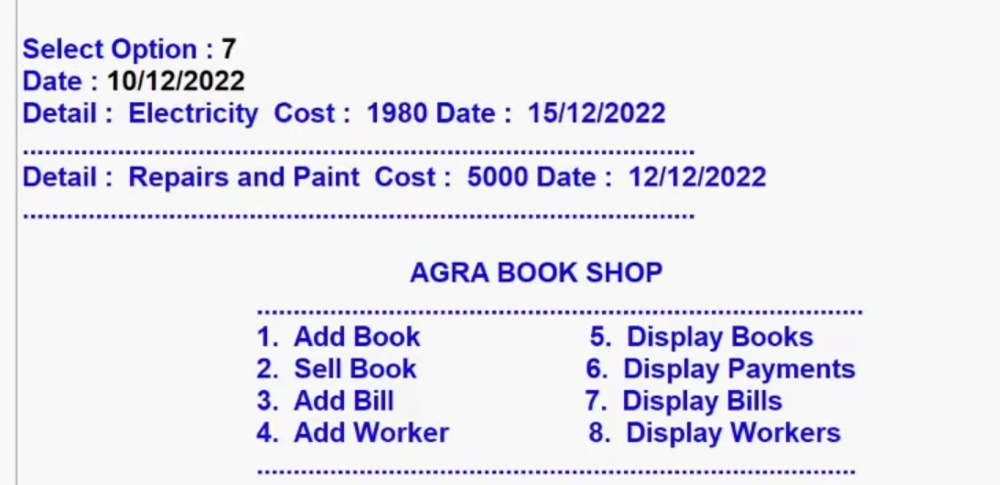 Select Option : 7
Date : 10/12/2022
Detail :  Electricity  Cost :  1980 Date :  15/12/2022
............................................................................................
Detail :  Repairs and Paint  Cost :  5000 Date :  12/12/2022
............................................................................................
AGRA BOOK SHOP
...................................................................................
1.  Add Book 5.  Display Books
2.  Sell Book 6.  Display Payments
3.  Add Bill 7.  Display Bills
4.  Add Worker 8.  Display Workers
..................................................................................